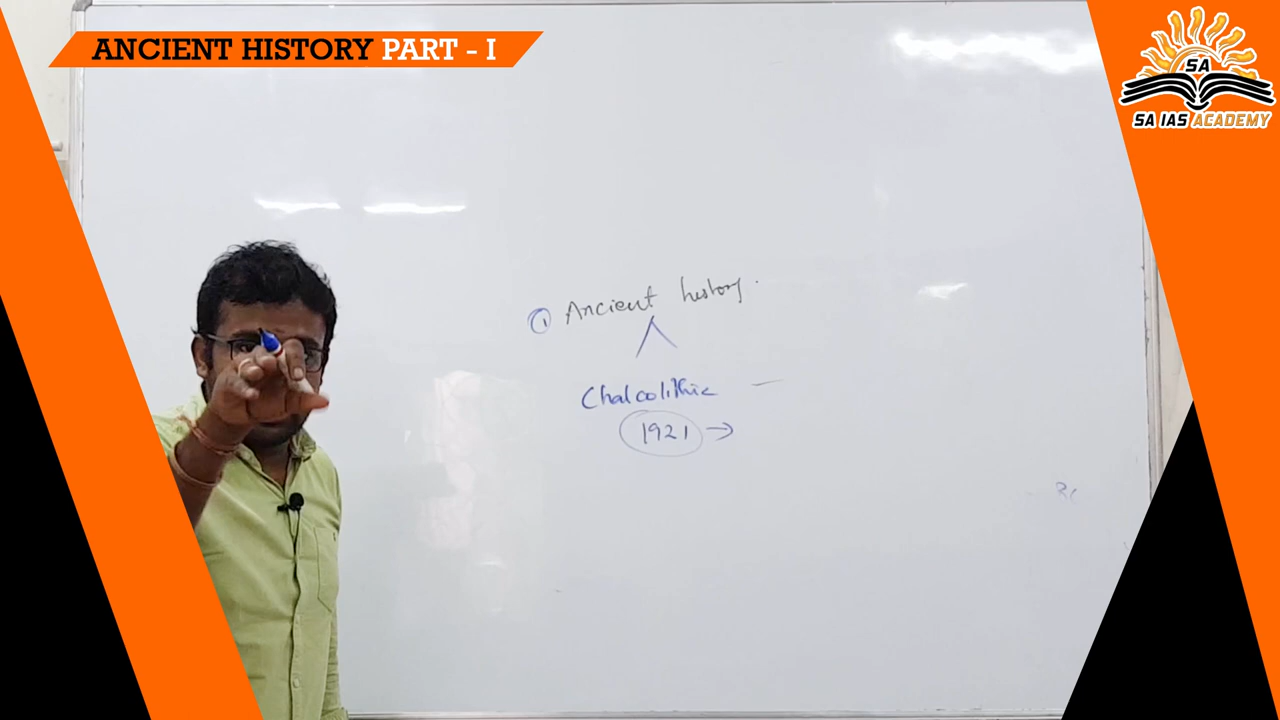 ANCIENT HISTORY PART - I
SA
SA IAS ACADEMY
① Ancient history.
Chalcolithic –
1921 →